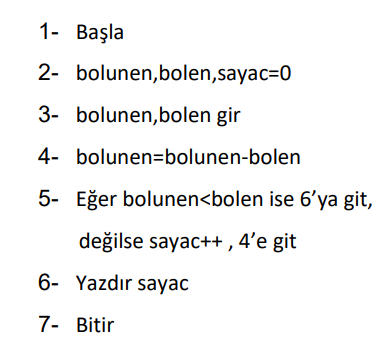 1- Başla
2- bolunen,bolen,sayac=0
3- bolunen,bolen gir
4- bolunen=bolunen-bolen
5- Eğer bolunen<bolen ise 6’ya git,
değilse sayac++ , 4’e git
6- Yazdır sayac
7- Bitir